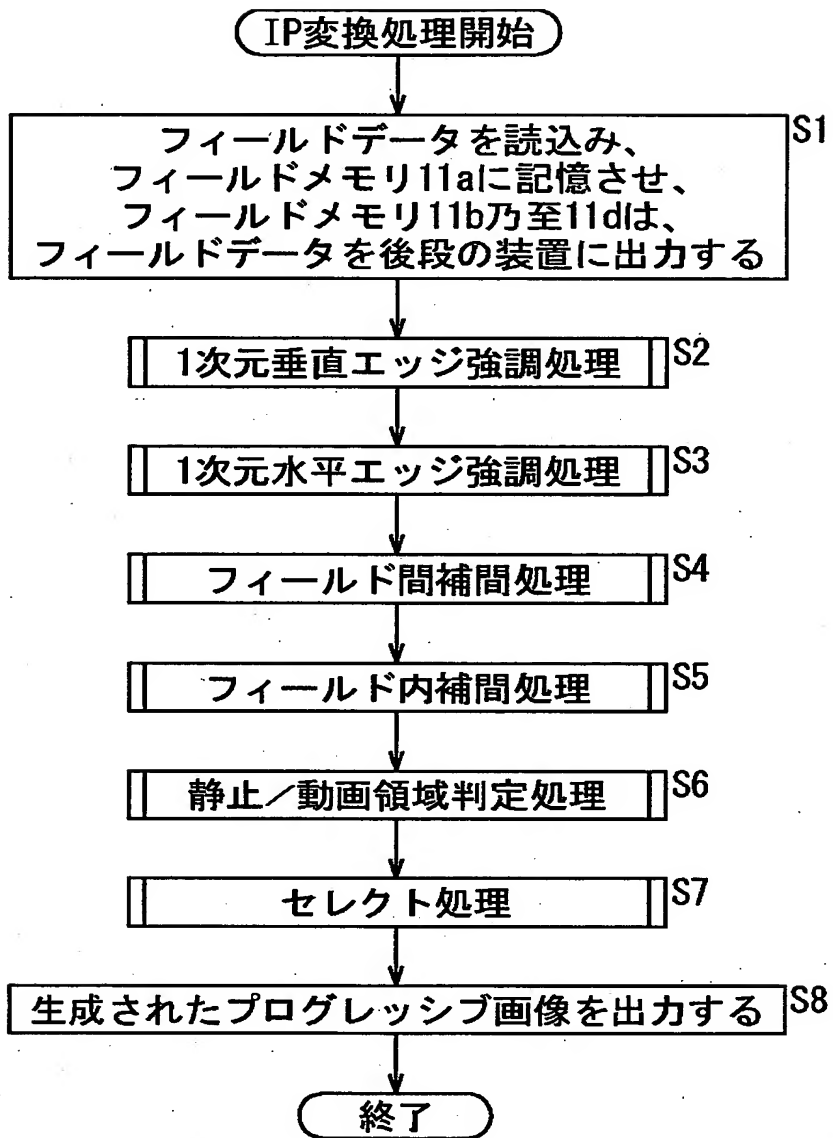 IP変換処理開始
フィールドデータを読込み、 S1
フィールドメモリ11aに記憶させ、
フィールドメモリ11b乃至11dは、
フィールドデータを後段の装置に出力する
1次元垂直エッジ強調処理 S2
1次元水平エッジ強調処理 S3
フィールド間補間処理 S4
フィールド内補間処理 S5
静止／動画領域判定処理 S6
セレクト処理 S7
生成されたプログレッシブ画像を出力する S8
終了